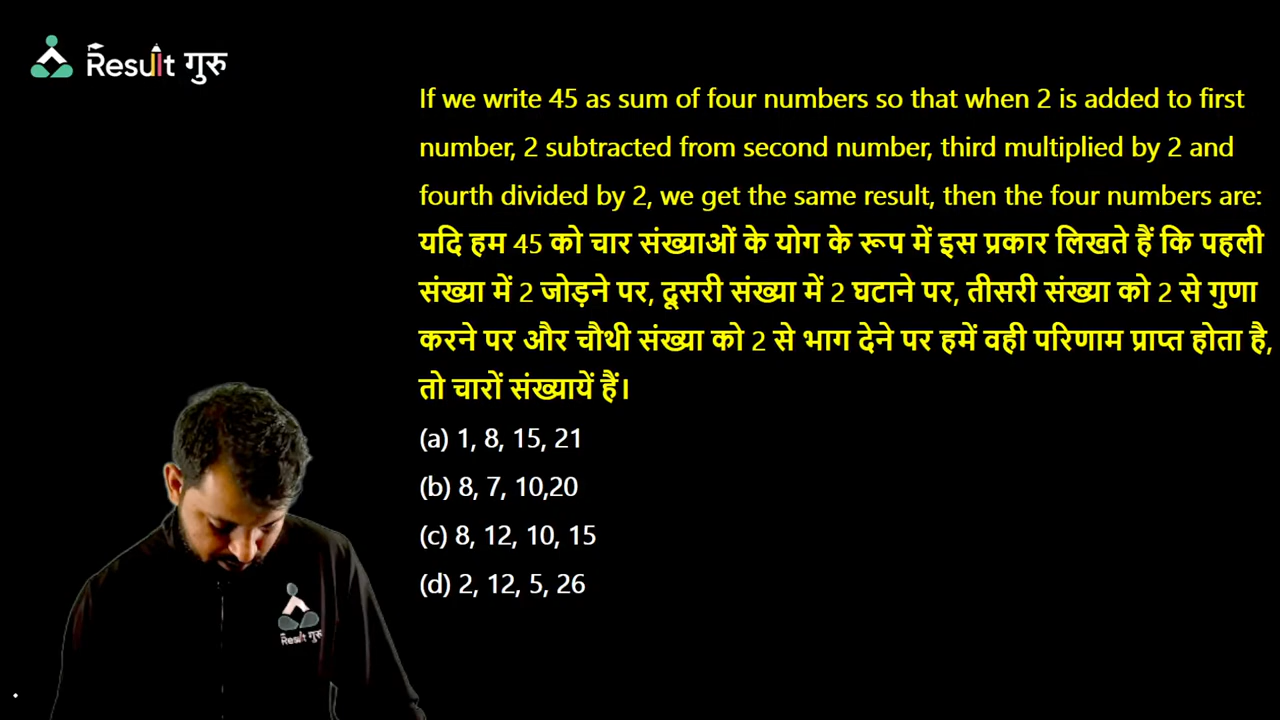 Result गुरु
If we write 45 as sum of four numbers so that when 2 is added to first
number, 2 subtracted from second number, third multiplied by 2 and
fourth divided by 2, we get the same result, then the four numbers are:
यदि हम 45 को चार संख्याओं के योग के रूप में इस प्रकार लिखते हैं कि पहली
संख्या में 2 जोड़ने पर, दूसरी संख्या में 2 घटाने पर, तीसरी संख्या को 2 से गुणा
करने पर और चौथी संख्या को 2 से भाग देने पर हमें वही परिणाम प्राप्त होता है,
तो चारों संख्यायें हैं।
(a) 1, 8, 15, 21
(b) 8, 7, 10,20
(c) 8, 12, 10, 15
(d) 2, 12, 5, 26
Result गुरु